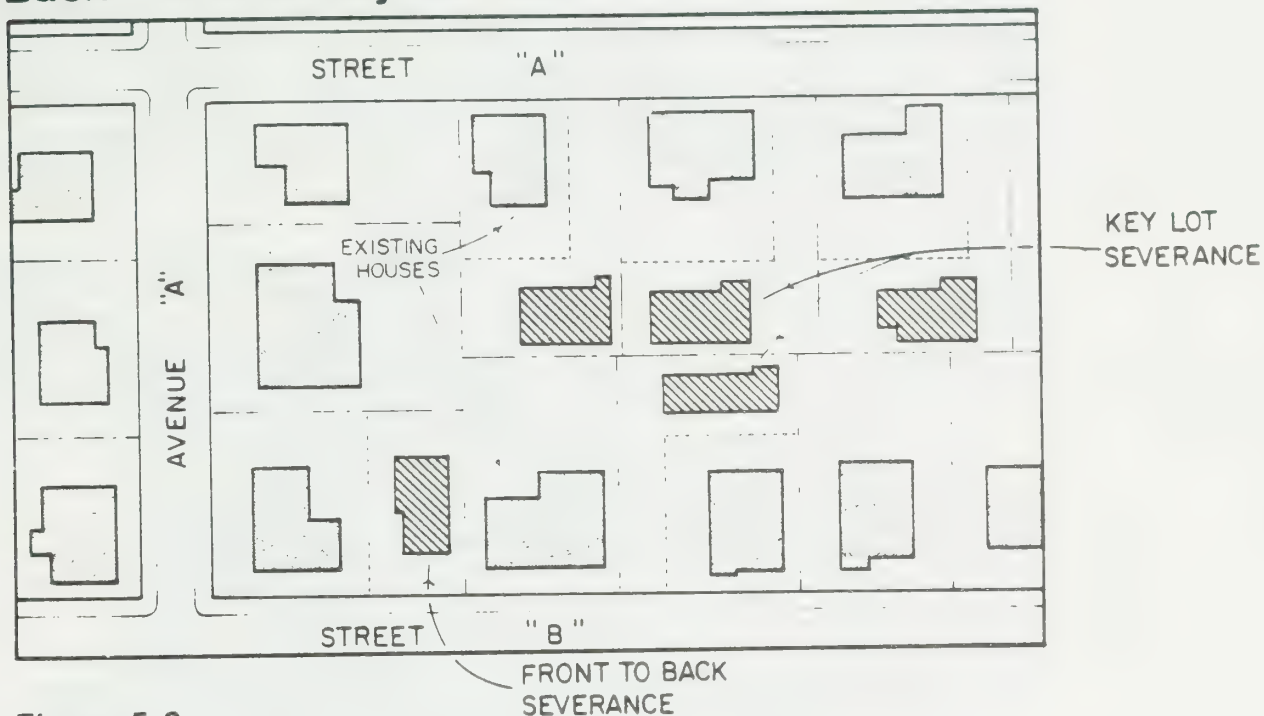 STREET "A"
KEY LOT
SEVERANCE
EXISTING
HOUSES
AVENUE "A"
STREET "B"
FRONT TO BACK
SEVERANCE